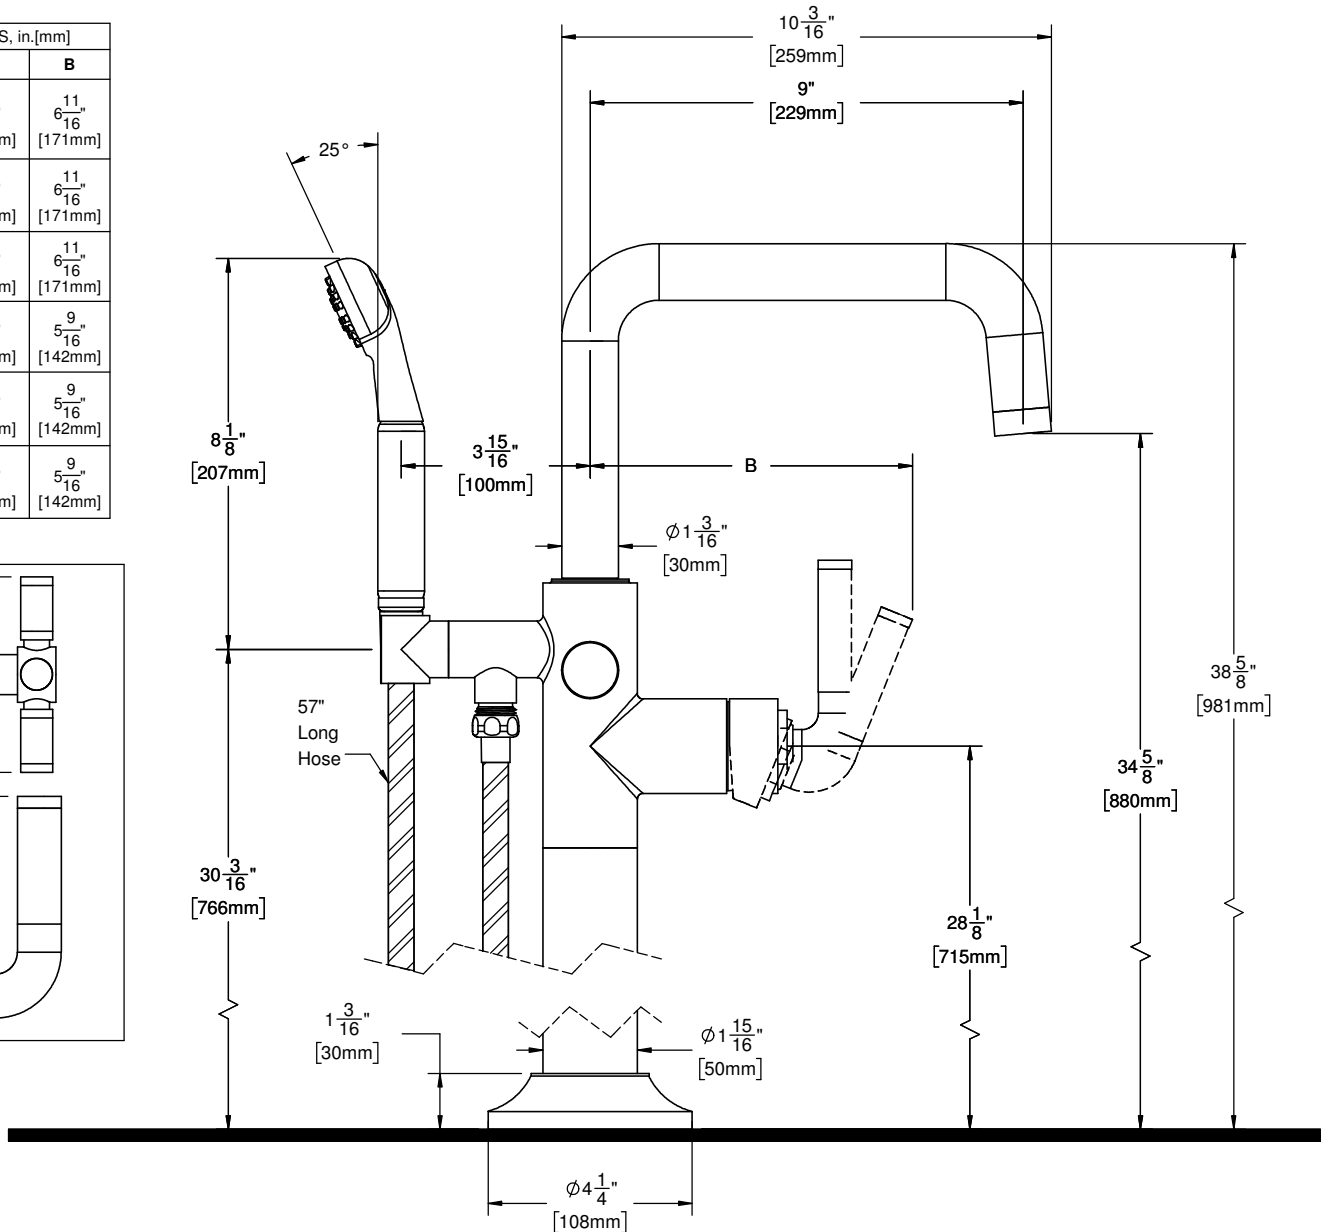 S, in.[mm]
B
6 11/16"
[171mm]
6 11/16"
[171mm]
6 11/16"
[171mm]
5 9/16"
[142mm]
5 9/16"
[142mm]
5 9/16"
[142mm]
10 3/16"
[259mm]
9"
[229mm]
25°
8 1/8"
[207mm]
3 15/16"
[100mm]
B
Ø1 3/16"
[30mm]
57"
Long
Hose
38 5/8"
[981mm]
34 5/8"
[880mm]
30 3/16"
[766mm]
28 1/8"
[715mm]
1 3/16"
[30mm]
Ø1 15/16"
[50mm]
Ø4 1/4"
[108mm]